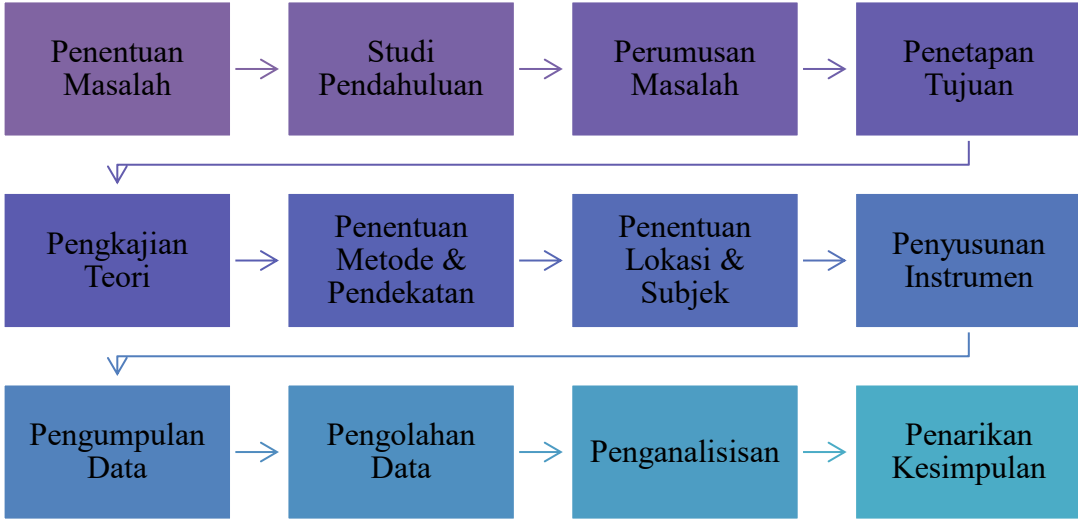 Penentuan
Masalah
Studi
Pendahuluan
Perumusan
Masalah
Penetapan
Tujuan
Pengkajian
Teori
Penentuan
Metode &
Pendekatan
Penentuan
Lokasi &
Subjek
Penyusunan
Instrumen
Pengumpulan
Data
Pengolahan
Data
Penganalisisan
Penarikan
Kesimpulan